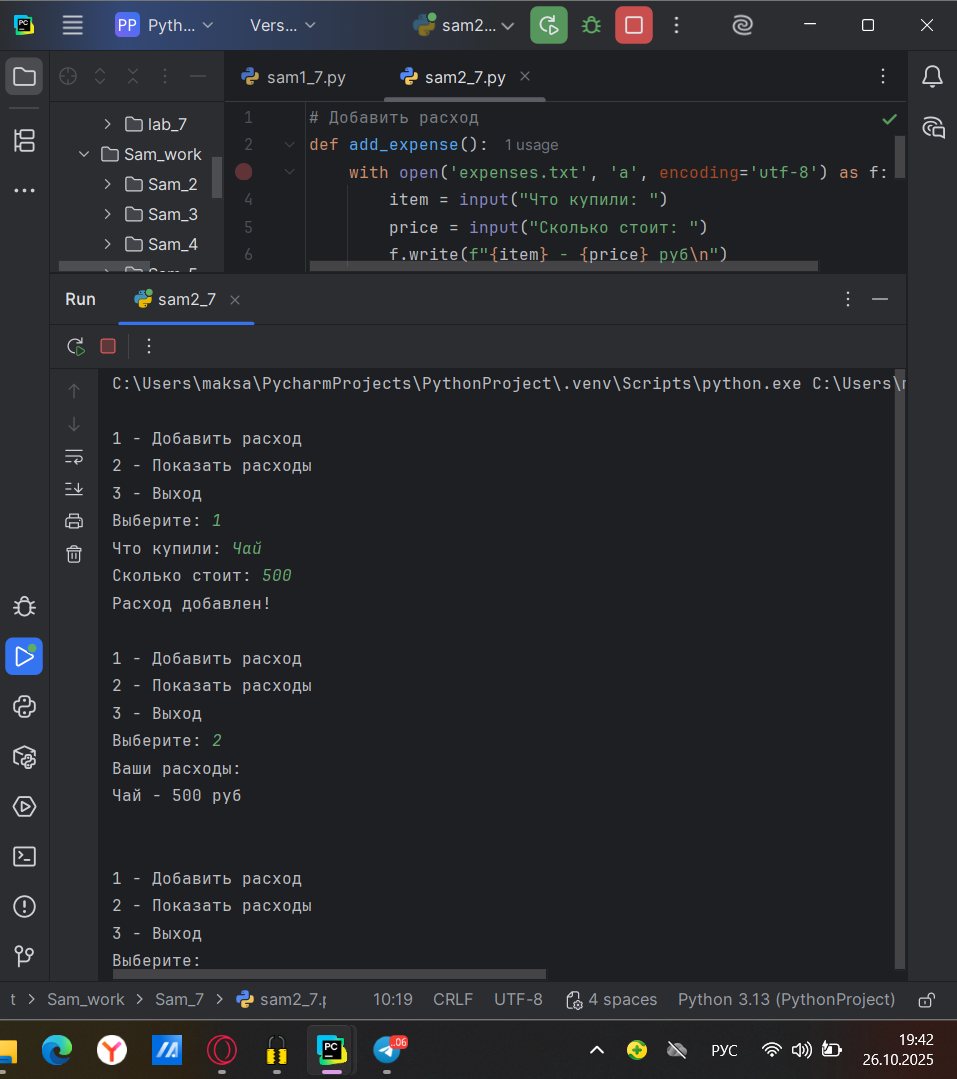 PP Pyth... Vers... sam2...
sam1_7.py sam2_7.py
lab_7
Sam_work
Sam_2
Sam_3
Sam_4
1 # Добавить расход
2 def add_expense(): 1 usage
with open('expenses.txt', 'a', encoding='utf-8') as f:
4 item = input("Что купили: ")
5 price = input("Сколько стоит: ")
6 f.write(f"{item} - {price} руб\n")
Run sam2_7
C:\Users\maksa\PycharmProjects\PythonProject\.venv\Scripts\python.exe C:\Users\
1 - Добавить расход
2 - Показать расходы
3 - Выход
Выберите: 1
Что купили: Чай
Сколько стоит: 500
Расход добавлен!
1 - Добавить расход
2 - Показать расходы
3 - Выход
Выберите: 2
Ваши расходы:
Чай - 500 руб
1 - Добавить расход
2 - Показать расходы
3 - Выход
Выберите:
t > Sam_work > Sam_7 > sam2_7.p 10:19 CRLF UTF-8 4 spaces Python 3.13 (PythonProject)
PC .06 РУС 19:42
26.10.2025